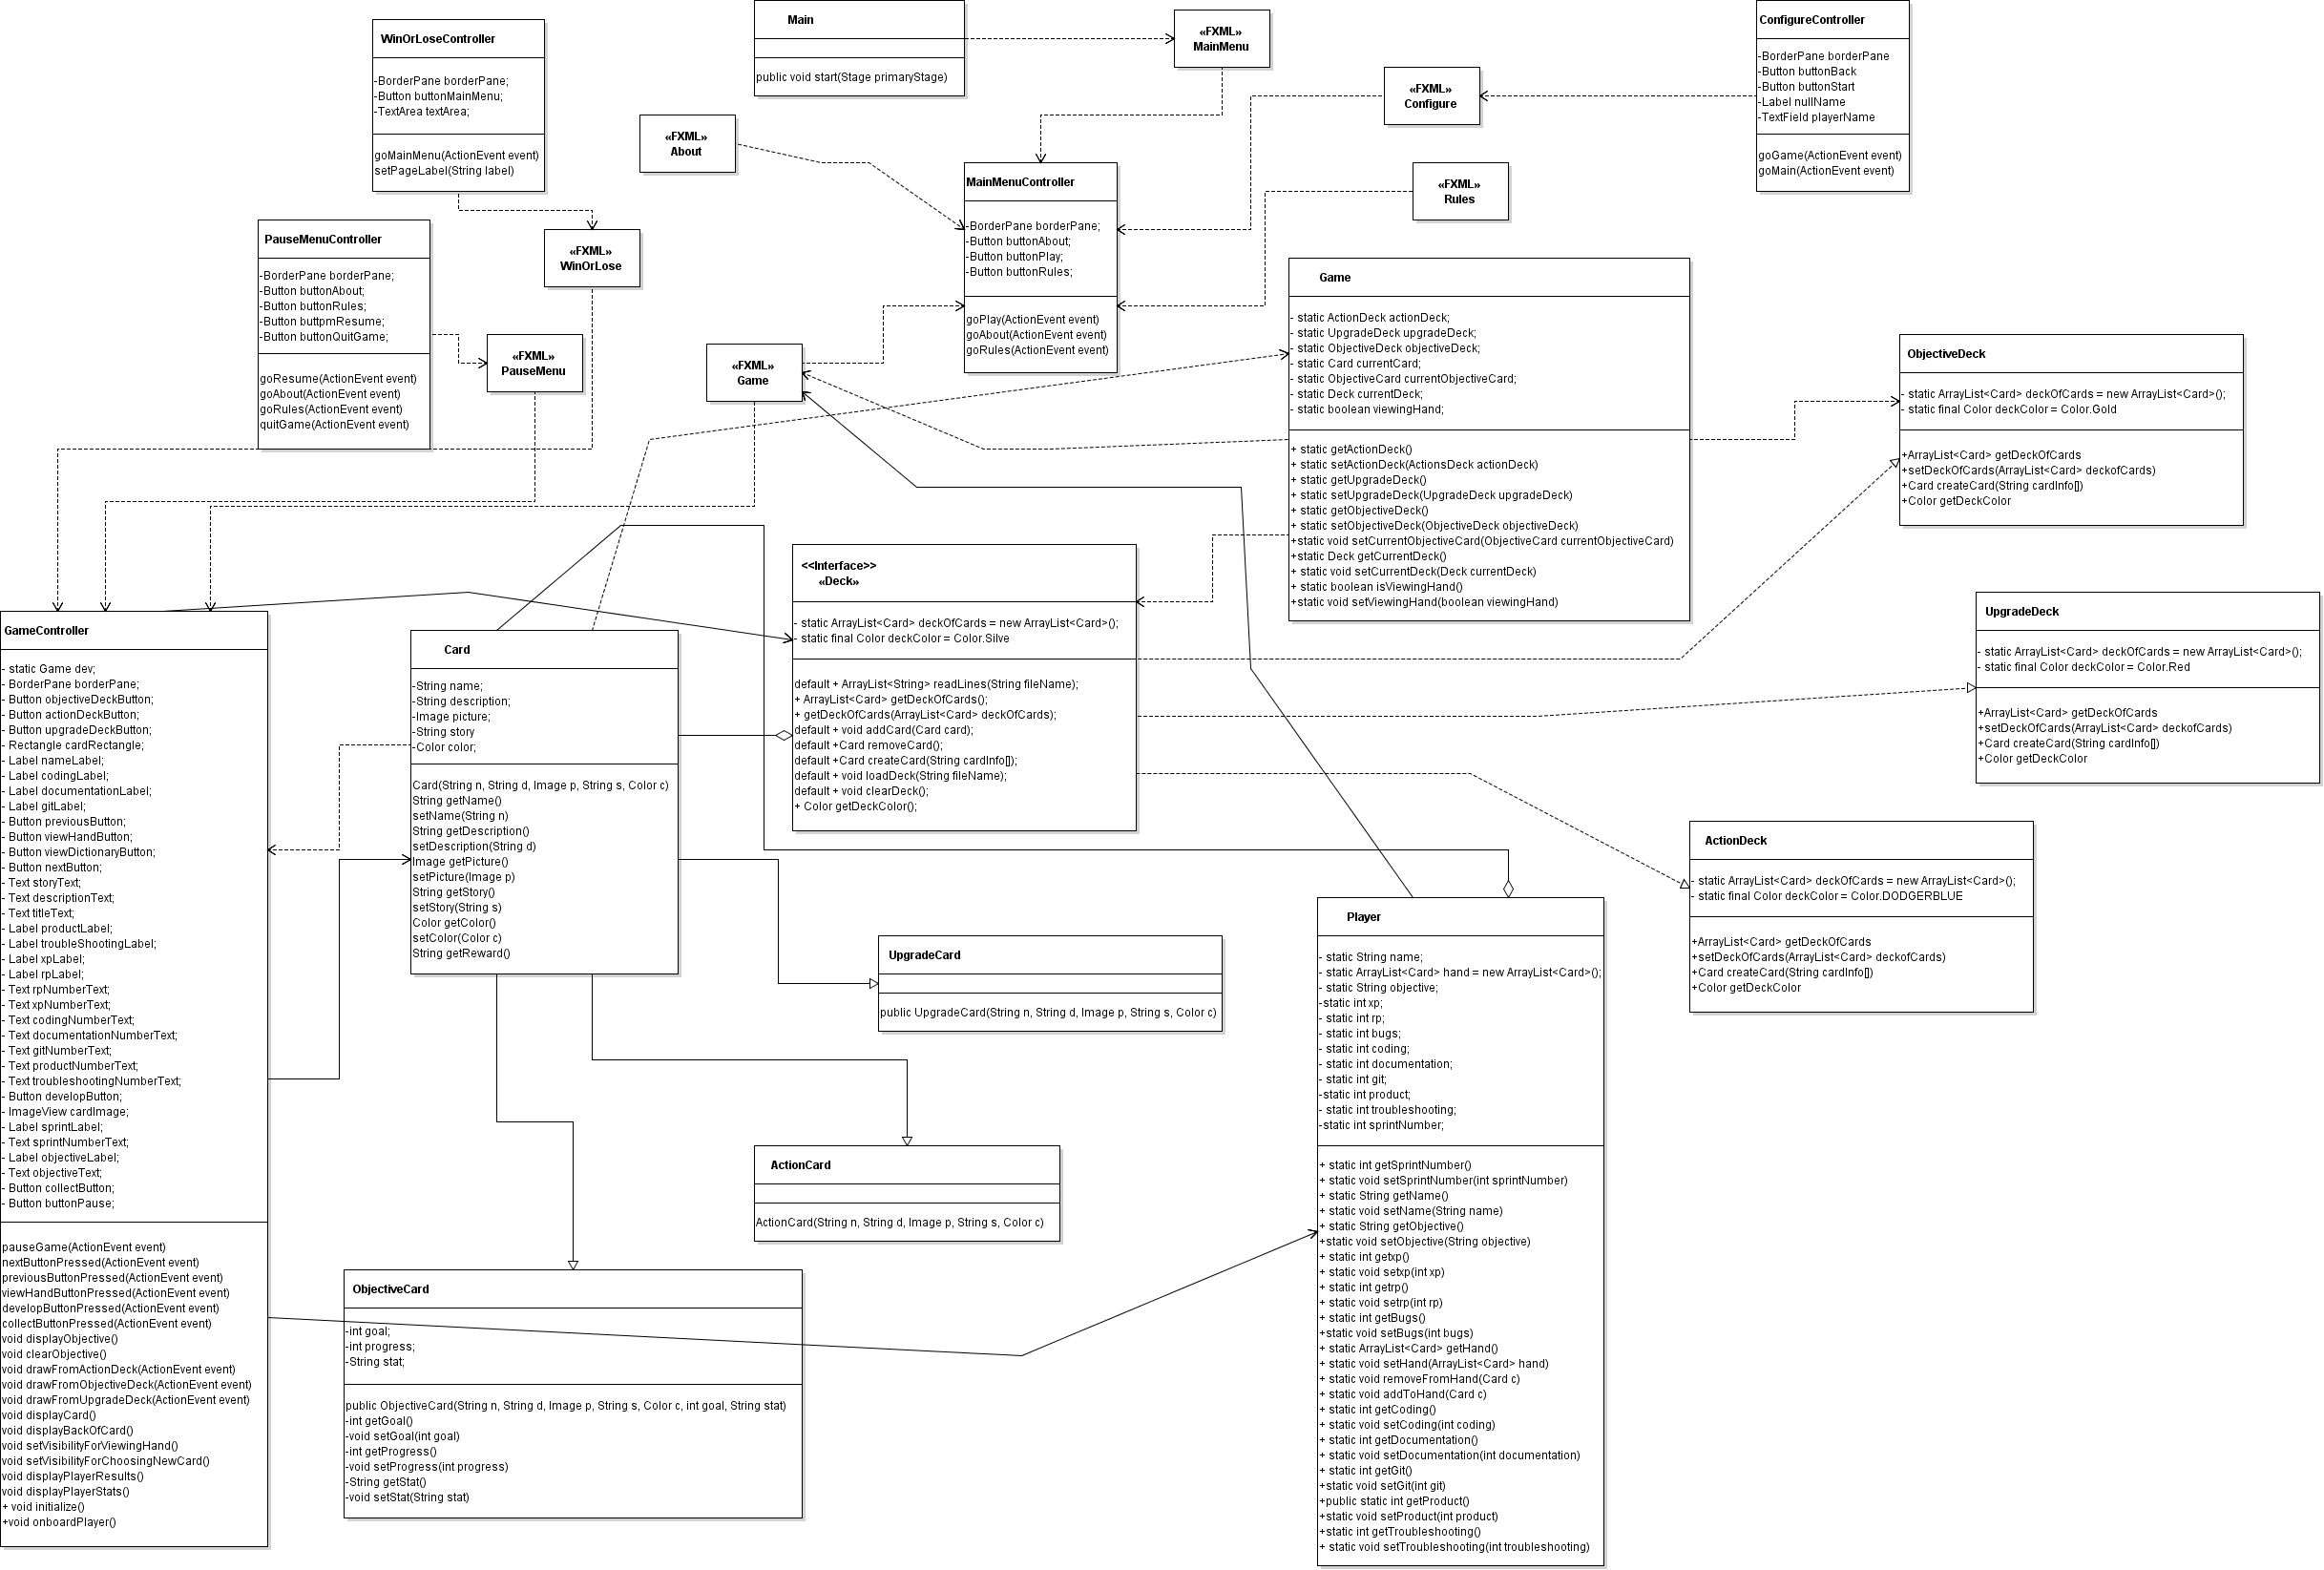 Main
public void start(Stage primaryStage)
«FXML»
MainMenu
ConfigureController
-BorderPane borderPane
-Button buttonBack
-Button buttonStart
-Label nullName
-TextField playerName
goGame(ActionEvent event)
goMain(ActionEvent event)
WinOrLoseController
-BorderPane borderPane;
-Button buttonMainMenu;
-TextArea textArea;
goMainMenu(ActionEvent event)
setPageLabel(String label)
«FXML»
Configure
«FXML»
About
«FXML»
Rules
MainMenuController
-BorderPane borderPane;
-Button buttonAbout;
-Button buttonPlay;
-Button buttonRules;
goPlay(ActionEvent event)
goAbout(ActionEvent event)
goRules(ActionEvent event)
PauseMenuController
-BorderPane borderPane;
-Button buttonAbout;
-Button buttonRules;
-Button buttpmResume;
-Button buttonQuitGame;
goResume(ActionEvent event)
goAbout(ActionEvent event)
goRules(ActionEvent event)
quitGame(ActionEvent event)
«FXML»
WinOrLose
«FXML»
PauseMenu
«FXML»
Game
Game
- static ActionDeck actionDeck;
- static UpgradeDeck upgradeDeck;
- static ObjectiveDeck objectiveDeck;
- static Card currentCard;
- static ObjectiveCard currentObjectiveCard;
- static Deck currentDeck;
- static boolean viewingHand;
+ static getActionDeck()
+ static setActionDeck(ActionsDeck actionDeck)
+ static getUpgradeDeck()
+ static setUpgradeDeck(UpgradeDeck upgradeDeck)
+ static getObjectiveDeck()
+ static setObjectiveDeck(ObjectiveDeck objectiveDeck)
+static void setCurrentObjectiveCard(ObjectiveCard currentObjectiveCard)
+static Deck getCurrentDeck()
+ static void setCurrentDeck(Deck currentDeck)
+ static boolean isViewingHand()
+static void setViewingHand(boolean viewingHand)
ObjectiveDeck
- static ArrayList<Card> deckOfCards = new ArrayList<Card>();
- static final Color deckColor = Color.Gold
+ArrayList<Card> getDeckOfCards
+setDeckOfCards(ArrayList<Card> deckofCards)
+Card createCard(String cardInfo[])
+Color getDeckColor
UpgradeDeck
- static ArrayList<Card> deckOfCards = new ArrayList<Card>();
- static final Color deckColor = Color.Red
+ArrayList<Card> getDeckOfCards
+setDeckOfCards(ArrayList<Card> deckofCards)
+Card createCard(String cardInfo[])
+Color getDeckColor
<<Interface>>
«Deck»
- static ArrayList<Card> deckOfCards = new ArrayList<Card>();
- static final Color deckColor = Color.Silve
default + ArrayList<String> readLines(String fileName);
+ ArrayList<Card> getDeckOfCards();
+ getDeckOfCards(ArrayList<Card> deckOfCards);
default + void addCard(Card card);
default +Card removeCard();
default +Card createCard(String cardInfo[]);
default + void loadDeck(String fileName);
default + void clearDeck();
+ Color getDeckColor();
GameController
- static Game dev;
- BorderPane borderPane;
- Button objectiveDeckButton;
- Button actionDeckButton;
- Button upgradeDeckButton;
- Rectangle cardRectangle;
- Label nameLabel;
- Label codingLabel;
- Label documentationLabel;
- Label gitLabel;
- Button previousButton;
- Button viewHandButton;
- Button viewDictionaryButton;
- Button nextButton;
- Text storyText;
- Text descriptionText;
- Text titleText;
- Label productLabel;
- Label troubleShootingLabel;
- Label xpLabel;
- Label rpLabel;
- Text rpNumberText;
- Text xpNumberText;
- Text codingNumberText;
- Text documentationNumberText;
- Text gitNumberText;
- Text productNumberText;
- Text troubleshootingNumberText;
- Button developButton;
- ImageView cardImage;
- Label sprintLabel;
- Text sprintNumberText;
- Label objectiveLabel;
- Text objectiveText;
- Button collectButton;
- Button buttonPause;
pauseGame(ActionEvent event)
nextButtonPressed(ActionEvent event)
previousButtonPressed(ActionEvent event)
viewHandButtonPressed(ActionEvent event)
developButtonPressed(ActionEvent event)
collectButtonPressed(ActionEvent event)
void displayObjective()
void clearObjective()
void drawFromActionDeck(ActionEvent event)
void drawFromObjectiveDeck(ActionEvent event)
void drawFromUpgradeDeck(ActionEvent event)
void displayCard()
void displayBackOfCard()
void setVisibilityForViewingHand()
void setVisibilityForChoosingNewCard()
void displayPlayerResults()
void displayPlayerStats()
+ void initialize()
+void onboardPlayer()
Card
-String name;
-String description;
-Image picture;
-String story
-Color color;
Card(String n, String d, Image p, String s, Color c)
String getName()
setName(String n)
String getDescription()
setDescription(String d)
Image getPicture()
setPicture(Image p)
String getStory()
setStory(String s)
Color getColor()
setColor(Color c)
String getReward()
ActionDeck
- static ArrayList<Card> deckOfCards = new ArrayList<Card>();
- static final Color deckColor = Color.DODGERBLUE
+ArrayList<Card> getDeckOfCards
+setDeckOfCards(ArrayList<Card> deckofCards)
+Card createCard(String cardInfo[])
+Color getDeckColor
UpgradeCard
public UpgradeCard(String n, String d, Image p, String s, Color c)
ActionCard
ActionCard(String n, String d, Image p, String s, Color c)
ObjectiveCard
-int goal;
-int progress;
-String stat;
public ObjectiveCard(String n, String d, Image p, String s, Color c, int goal, String stat)
-int getGoal()
-void setGoal(int goal)
-int getProgress()
-void setProgress(int progress)
-String getStat()
-void setStat(String stat)
Player
- static String name;
- static ArrayList<Card> hand = new ArrayList<Card>();
- static String objective;
-static int xp;
- static int rp;
- static int bugs;
- static int coding;
- static int documentation;
- static int git;
-static int product;
- static int troubleshooting;
-static int sprintNumber;
+ static int getSprintNumber()
+ static void setSprintNumber(int sprintNumber)
+ static String getName()
+ static void setName(String name)
+ static String getObjective()
+static void setObjective(String objective)
+ static int getxp()
+ static void setxp(int xp)
+ static int getrp()
+ static void setrp(int rp)
+ static int getBugs()
+static void setBugs(int bugs)
+ static ArrayList<Card> getHand()
+ static void setHand(ArrayList<Card> hand)
+ static void removeFromHand(Card c)
+ static void addToHand(Card c)
+ static int getCoding()
+ static void setCoding(int coding)
+ static int getDocumentation()
+ static void setDocumentation(int documentation)
+ static int getGit()
+static void setGit(int git)
+public static int getProduct()
+static void setProduct(int product)
+static int getTroubleshooting()
+ static void setTroubleshooting(int troubleshooting)